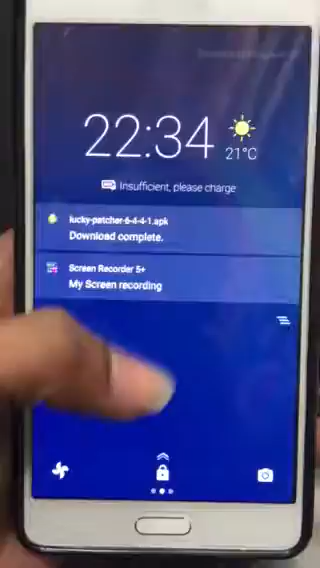 22:34
21°C
Insufficient, please charge
lucky-patcher-6-4-4-1.apk
Download complete.
Screen Recorder 5+
My Screen recording